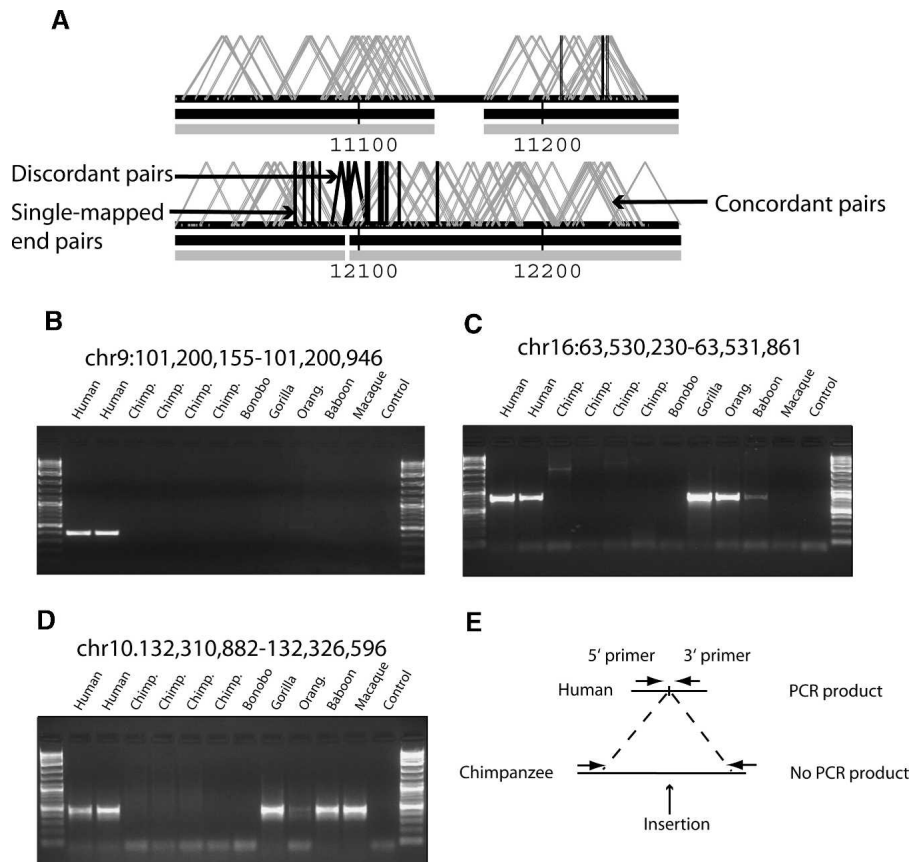 A
11100
11200
Discordant pairs
Single-mapped
end pairs
Concordant pairs
12100
12200
B
chr9:101,200,155-101,200,946
Human
Human
Chimp.
Chimp.
Chimp.
Chimp.
Bonobo
Gorilla
Orang.
Baboon
Macaque
Control
C
chr16:63,530,230-63,531,861
Human
Human
Chimp.
Chimp.
Chimp.
Chimp.
Bonobo
Gorilla
Orang.
Baboon
Macaque
Control
D
chr10.132,310,882-132,326,596
Human
Human
Chimp.
Chimp.
Chimp.
Chimp.
Bonobo
Gorilla
Orang.
Baboon
Macaque
Control
E
5‘ primer
3‘ primer
Human
PCR product
Chimpanzee
No PCR product
Insertion